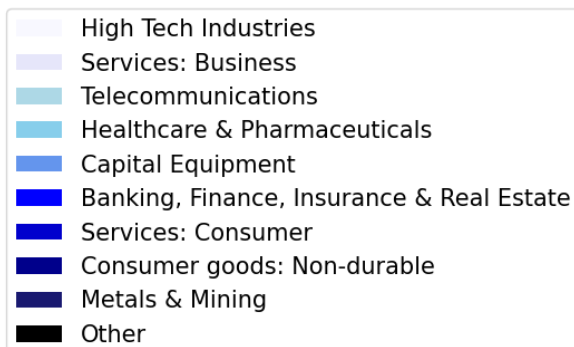 High Tech Industries
Services: Business
Telecommunications
Healthcare & Pharmaceuticals
Capital Equipment
Banking, Finance, Insurance & Real Estate
Services: Consumer
Consumer goods: Non-durable
Metals & Mining
Other